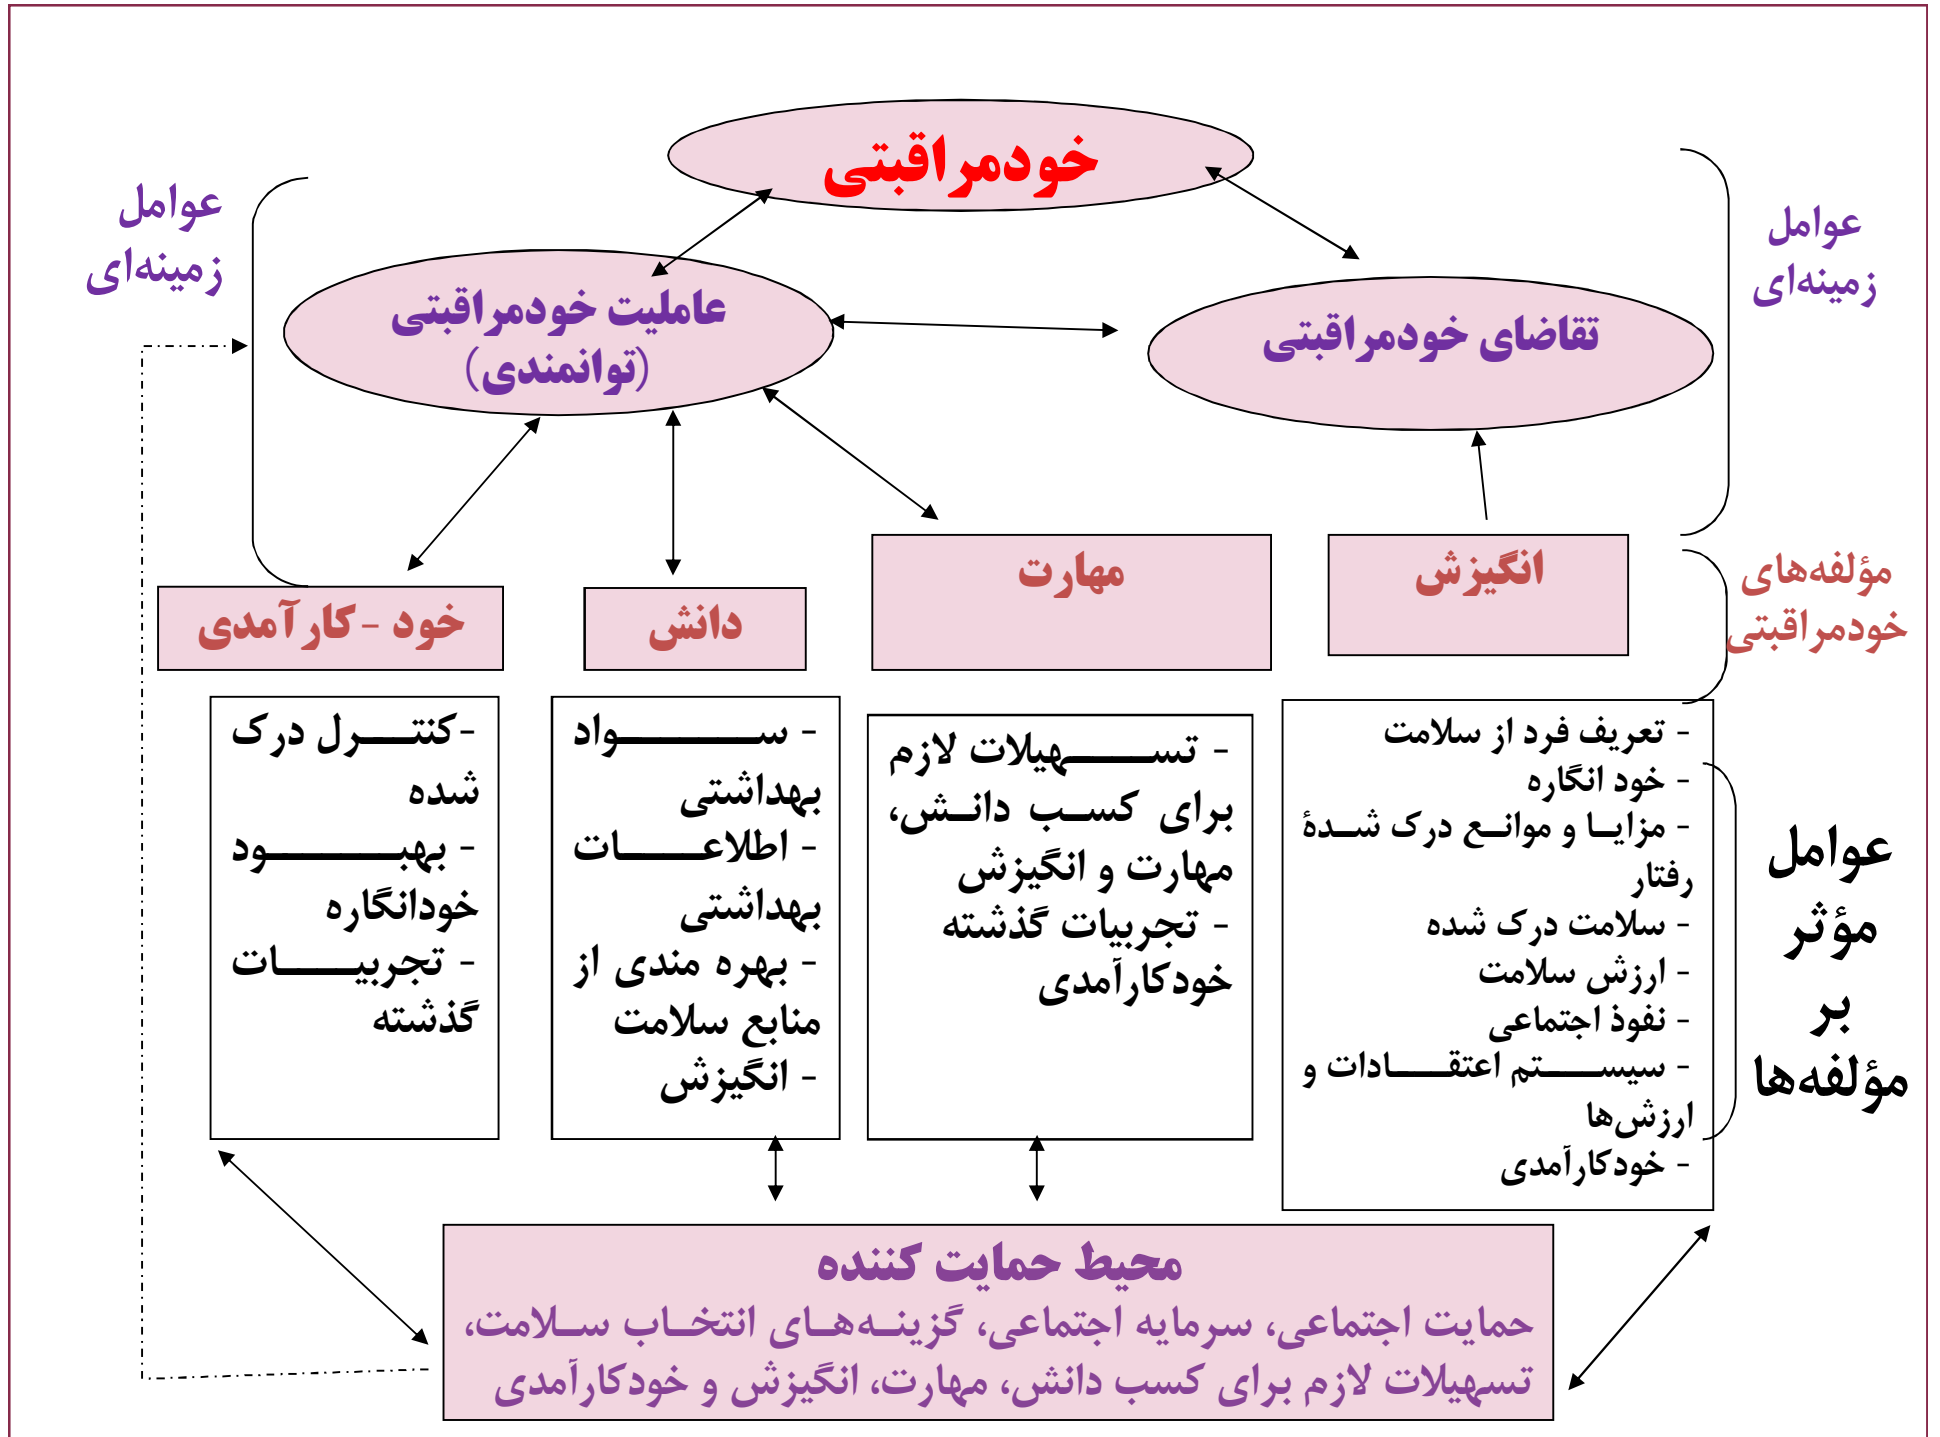 خودمراقبتی
عوامل
زمینه‌ای
عوامل
زمینه‌ای
تقاضای خودمراقبتی
عاملیت خودمراقبتی
(توانمندی)
مؤلفه‌های
خودمراقبتی
انگیزش
مهارت
دانش
خود - کارآمدی
عوامل
مؤثر
بر
مؤلفه‌ها
- تعریف فرد از سلامت
- خود انگاره
- مزایا و موانع درک شدهٔ
رفتار
- سلامت درک شده
- ارزش سلامت
- نفوذ اجتماعی
- سیستم اعتقادات و
ارزش‌ها
- خودکارآمدی
- تسهیلات لازم
برای کسب دانش،
مهارت و انگیزش
- تجربیات گذشته
خودکارآمدی
- سواد
بهداشتی
- اطلاعات
بهداشتی
- بهره مندی از
منابع سلامت
- انگیزش
-کنترل درک
شده
- بهبود
خودانگاره
- تجربیات
گذشته
محیط حمایت کننده
حمایت اجتماعی، سرمایه اجتماعی، گزینه‌های انتخاب سلامت،
تسهیلات لازم برای کسب دانش، مهارت، انگیزش و خودکارآمدی